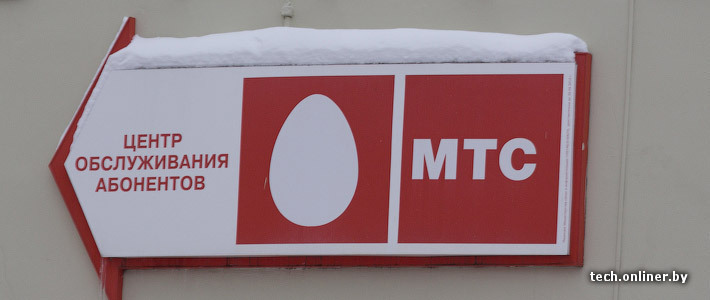 ЦЕНТР
ОБСЛУЖИВАНИЯ
АБОНЕНТОВ
МТС
tech.onliner.by